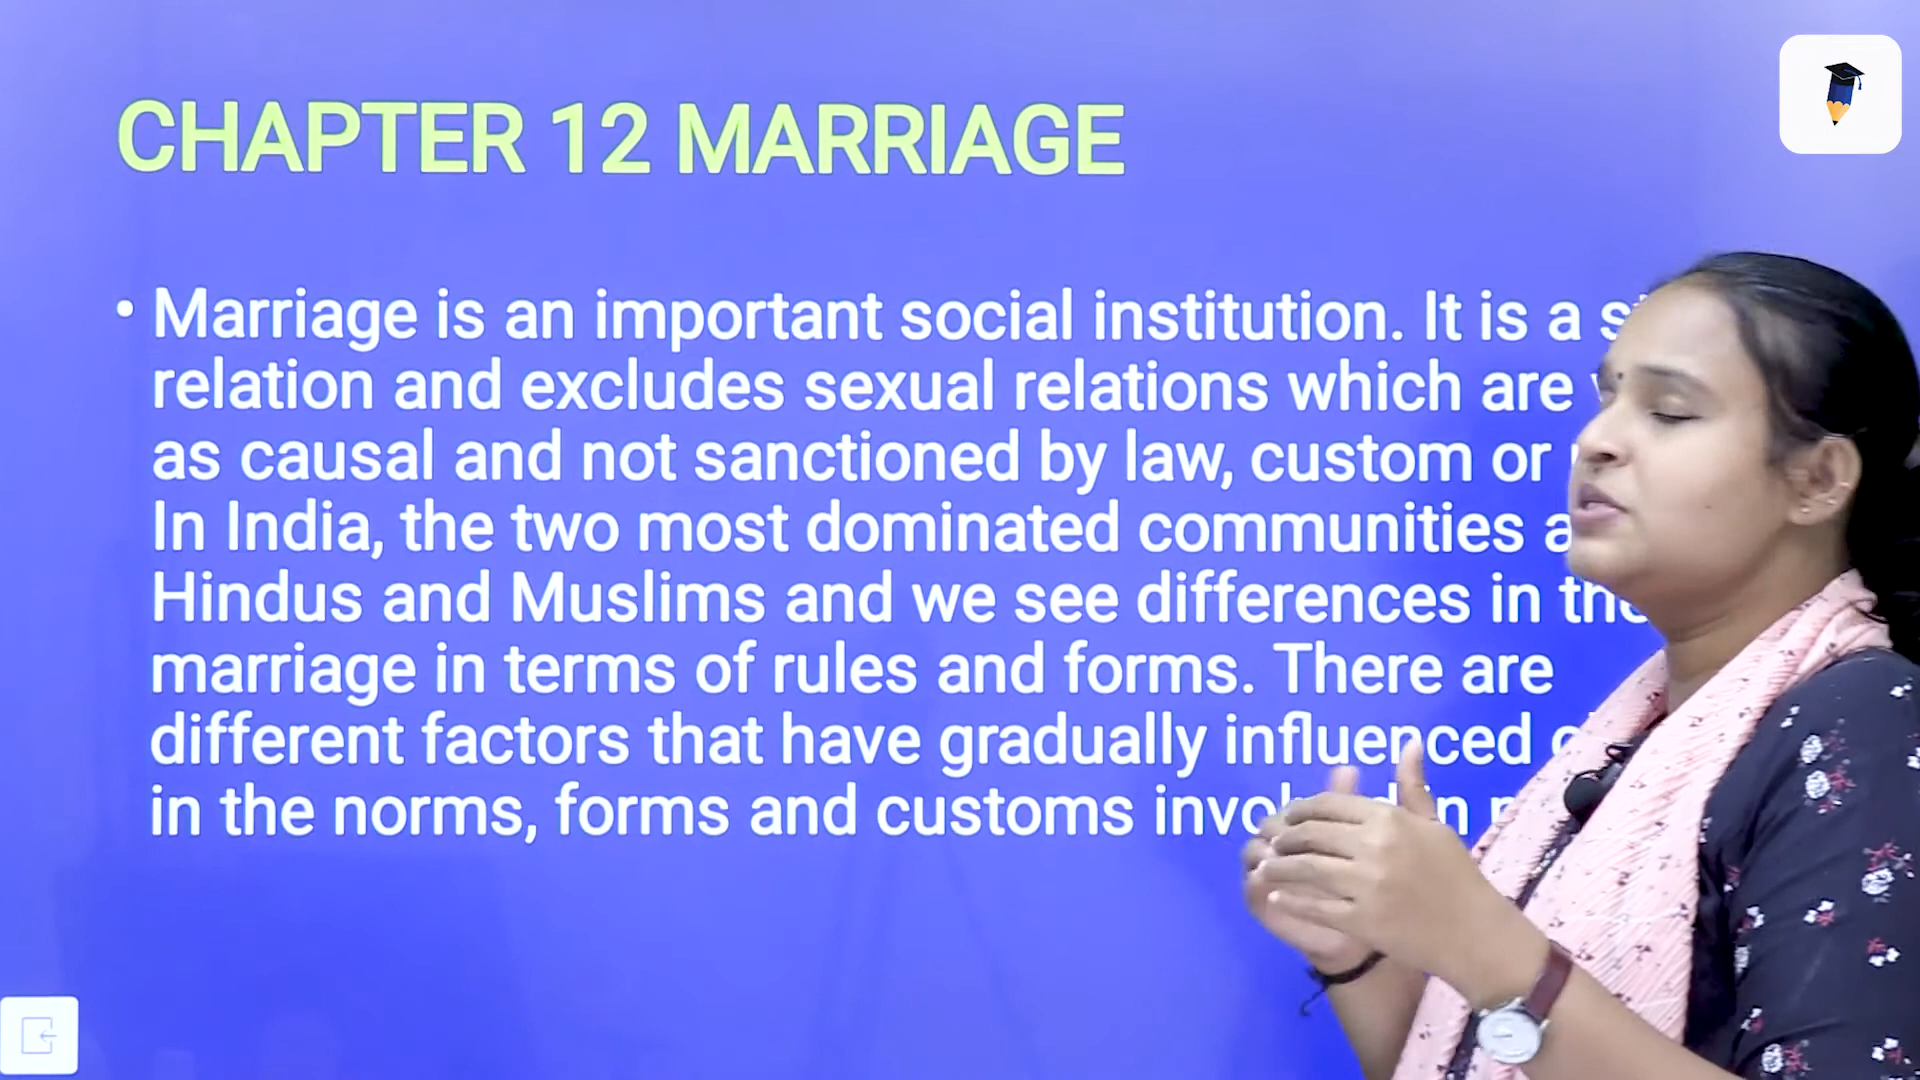 CHAPTER 12 MARRIAGE
• Marriage is an important social institution. It is a
relation and excludes sexual relations which are
as causal and not sanctioned by law, custom or
In India, the two most dominated communities
Hindus and Muslims and we see differences in
marriage in terms of rules and forms. There are
different factors that have gradually influenced
in the norms, forms and customs in